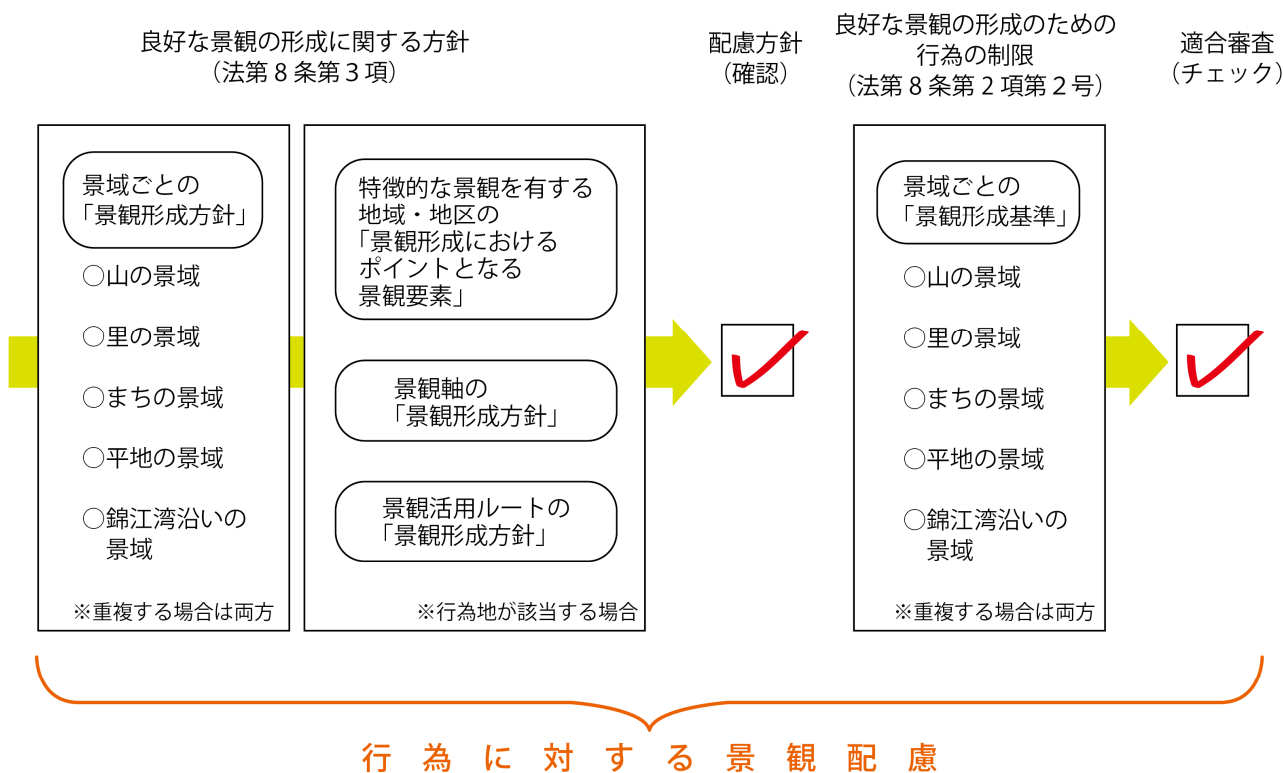 良好な景観の形成に関する方針
（法第８条第３項）
配慮方針
（確認）
良好な景観の形成のための
行為の制限
（法第８条第２項第２号）
適合審査
（チェック）
景域ごとの
「景観形成方針」
○山の景域
○里の景域
○まちの景域
○平地の景域
○錦江湾沿いの
景域
※重複する場合は両方
特徴的な景観を有する
地域・地区の
「景観形成における
ポイントとなる
景観要素」
景観軸の
「景観形成方針」
景観活用ルートの
「景観形成方針」
※行為地が該当する場合
景域ごとの
「景観形成基準」
○山の景域
○里の景域
○まちの景域
○平地の景域
○錦江湾沿いの
景域
※重複する場合は両方
行為に対する景観配慮